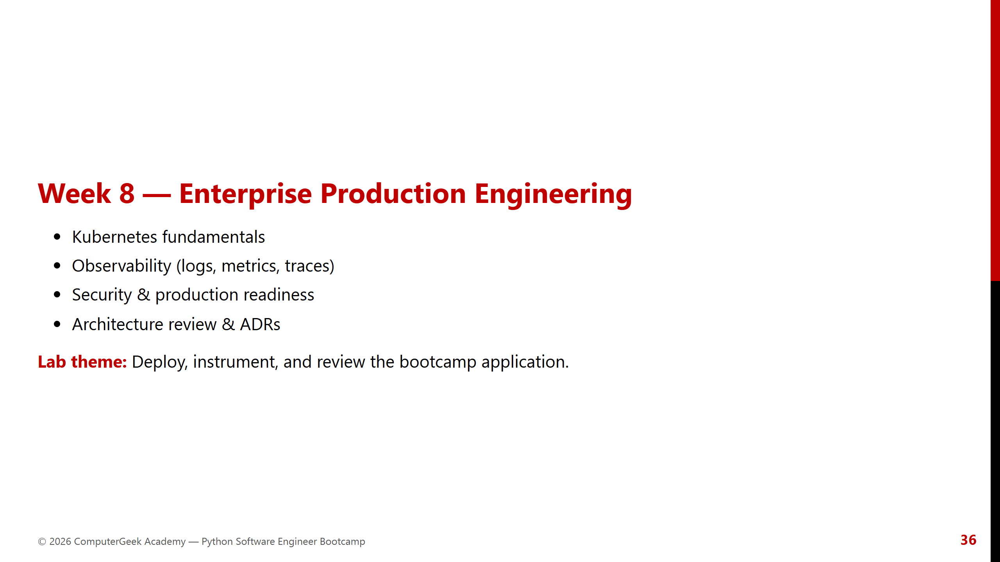 Week 8 — Enterprise Production Engineering
• Kubernetes fundamentals
• Observability (logs, metrics, traces)
• Security & production readiness
• Architecture review & ADRs
Lab theme: Deploy, instrument, and review the bootcamp application.
© 2026 ComputerGeek Academy — Python Software Engineer Bootcamp
36